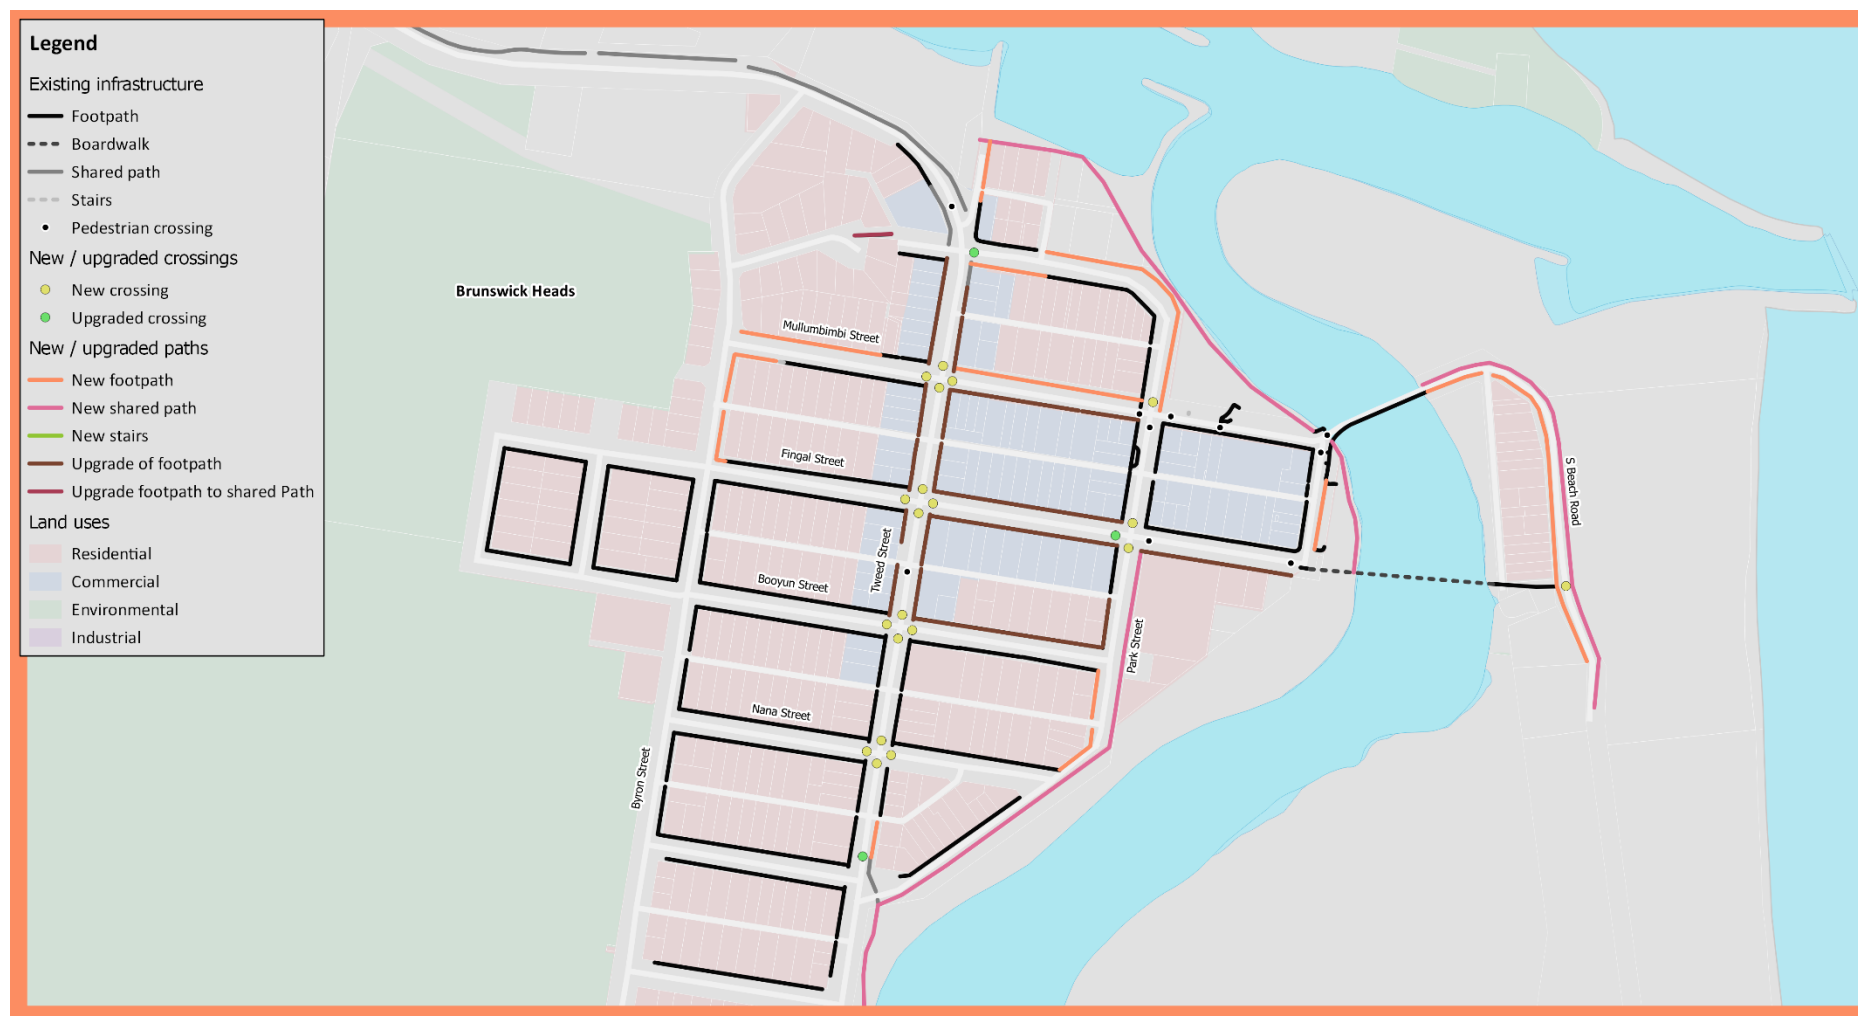 Legend
Existing infrastructure
Footpath
Boardwalk
Shared path
Stairs
Pedestrian crossing
New / upgraded crossings
New crossing
Upgraded crossing
New / upgraded paths
New footpath
New shared path
New stairs
Upgrade of footpath
Upgrade footpath to shared Path
Land uses
Residential
Commercial
Environmental
Industrial
Brunswick Heads
Mullumbimbi Street
Fingal Street
Tweed Street
Booyun Street
Park Street
Nana Street
Byron Street
S Beach Road